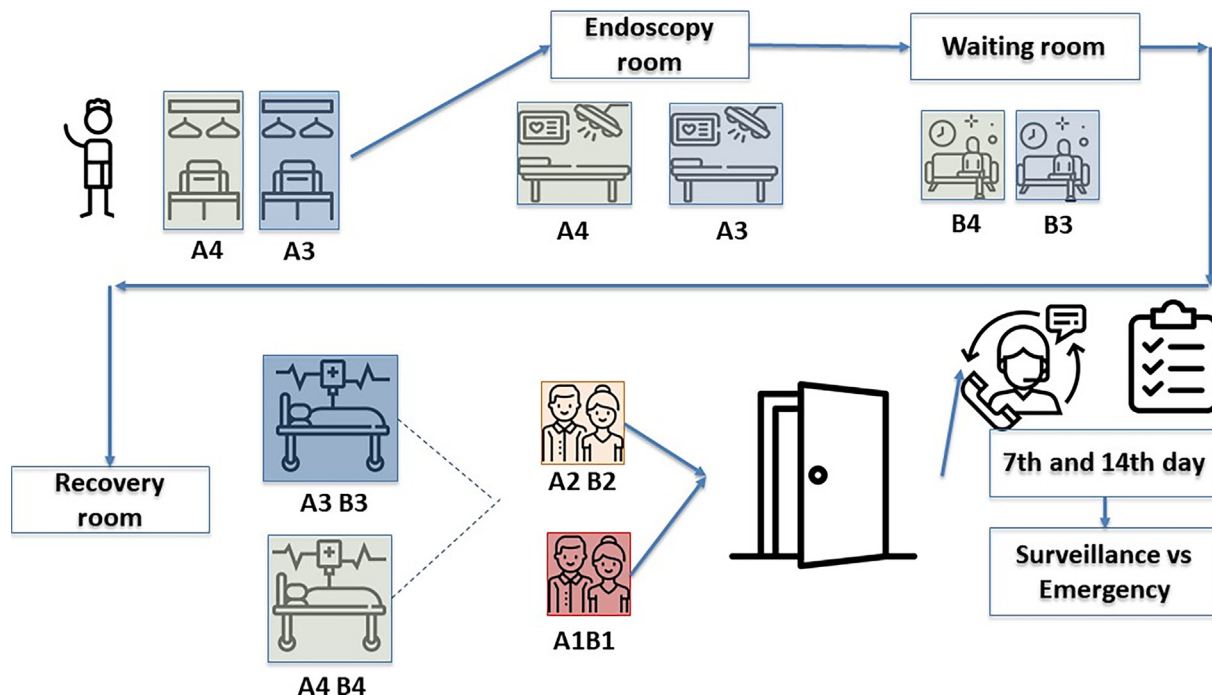 Endoscopy
room
Waiting room
A4
A3
A4
A3
B4
B3
Recovery
room
A3 B3
A4 B4
A2 B2
A1B1
7th and 14th day
Surveillance vs
Emergency